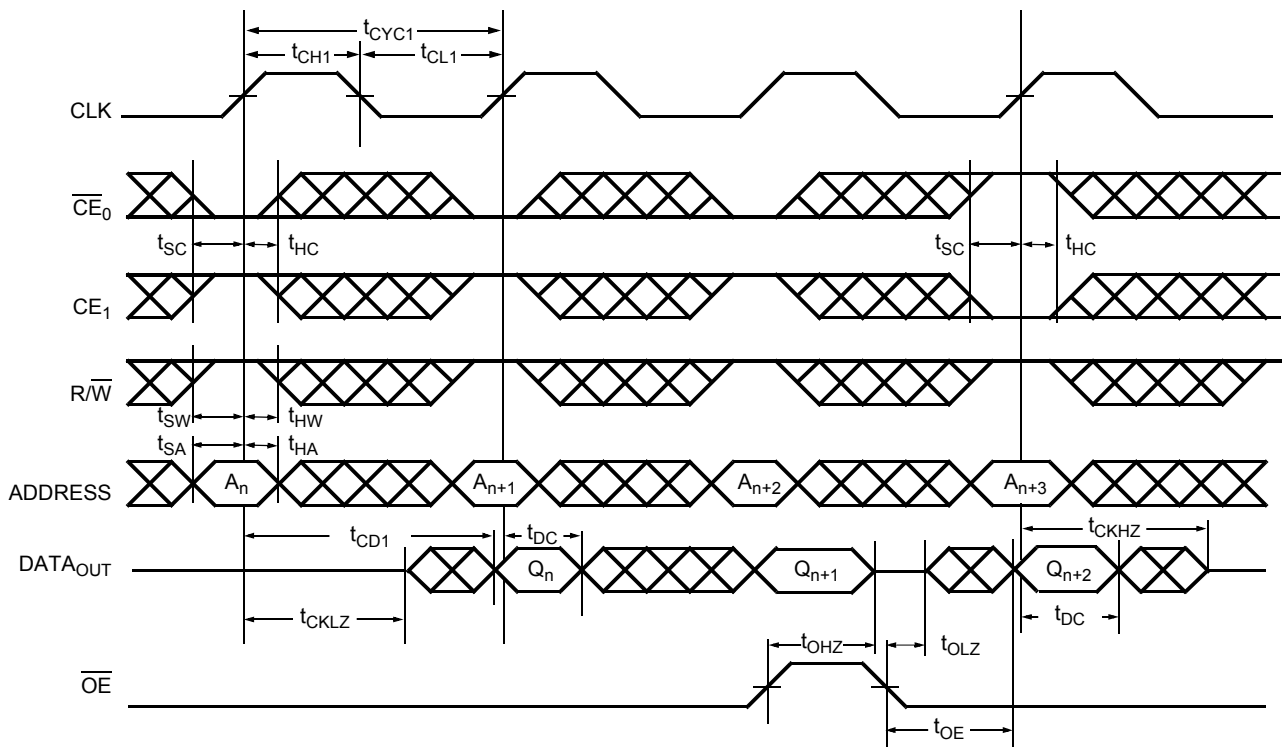 tCYC1
tCH1 tCL1
CLK
CE0
tSC tHC tSC tHC
CE1
R/W
tSW tHW
tSA tHA
ADDRESS An An+1 An+2 An+3
tCD1 tDC tCKHZ
DATAOUT Qn Qn+1 Qn+2
tCKLZ tDC
tOHZ tOLZ
OE
tOE